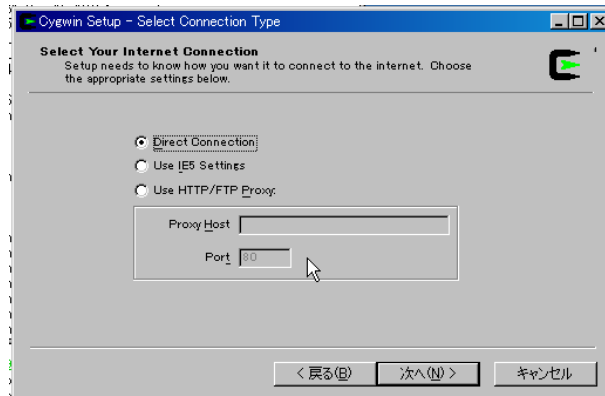 Cygwin Setup - Select Connection Type
Select Your Internet Connection
Setup needs to know how you want it to connect to the internet. Choose
the appropriate settings below.
Direct Connection
Use IE5 Settings
Use HTTP/FTP Proxy:
Proxy Host
Port 80
< 戻る(B) 次へ(N) > キャンセル